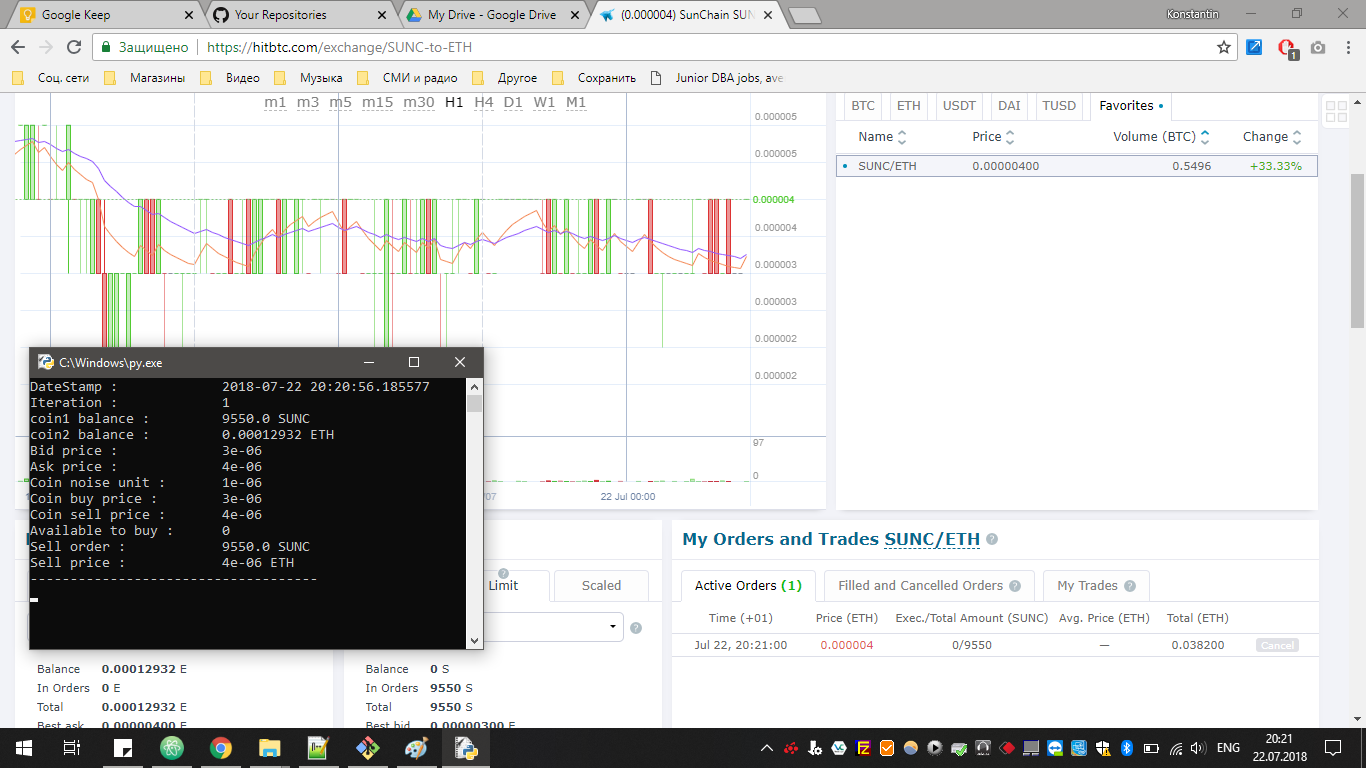 Google Keep
Your Repositories
My Drive - Google Drive
(0.000004) SunChain SUN
Konstantin
Защищено
https://hitbtc.com/exchange/SUNC-to-ETH
1
Соц. сети
Магазины
Видео
Музыка
СМИ и радио
Другое
Сохранить
Junior DBA jobs, ave
m1 m3 m5 m15 m30 H1 H4 D1 W1 M1
0.000005
0.000005
0.000004
0.000004
0.000003
0.000003
0.000002
0.000002
97
0
/07
22 Jul 00:00
BTC ETH USDT DAI TUSD Favorites •
Name Price Volume (BTC) Change
• SUNC/ETH 0.00000400 0.5496 +33.33%
C:\Windows\py.exe
DateStamp : 2018-07-22 20:20:56.185577
Iteration : 1
coin1 balance : 9550.0 SUNC
coin2 balance : 0.00012932 ETH
Bid price : 3e-06
Ask price : 4e-06
Coin noise unit : 1e-06
Coin buy price : 3e-06
Coin sell price : 4e-06
Available to buy : 0
Sell order : 9550.0 SUNC
Sell price : 4e-06 ETH
------------------------------------
Limit
Scaled
Balance 0.00012932 E
In Orders 0 E
Total 0.00012932 E
Best ask 0.00000400 E
Balance 0 S
In Orders 9550 S
Total 9550 S
Best bid 0.00000300 E
My Orders and Trades SUNC/ETH ?
Active Orders (1) Filled and Cancelled Orders ? My Trades ?
Time (+01) Price (ETH) Exec./Total Amount (SUNC) Avg. Price (ETH) Total (ETH)
Jul 22, 20:21:00 0.000004 0/9550 — 0.038200 Cancel
ENG
20:21
22.07.2018